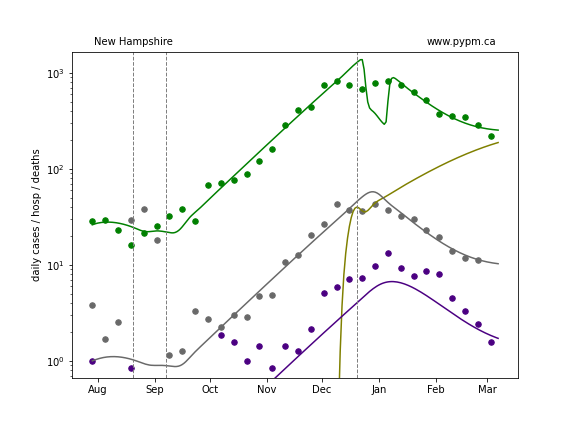 New Hampshire www.pypm.ca
daily cases / hosp / deaths
10³
10²
10¹
10⁰
Aug Sep Oct Nov Dec Jan Feb Mar